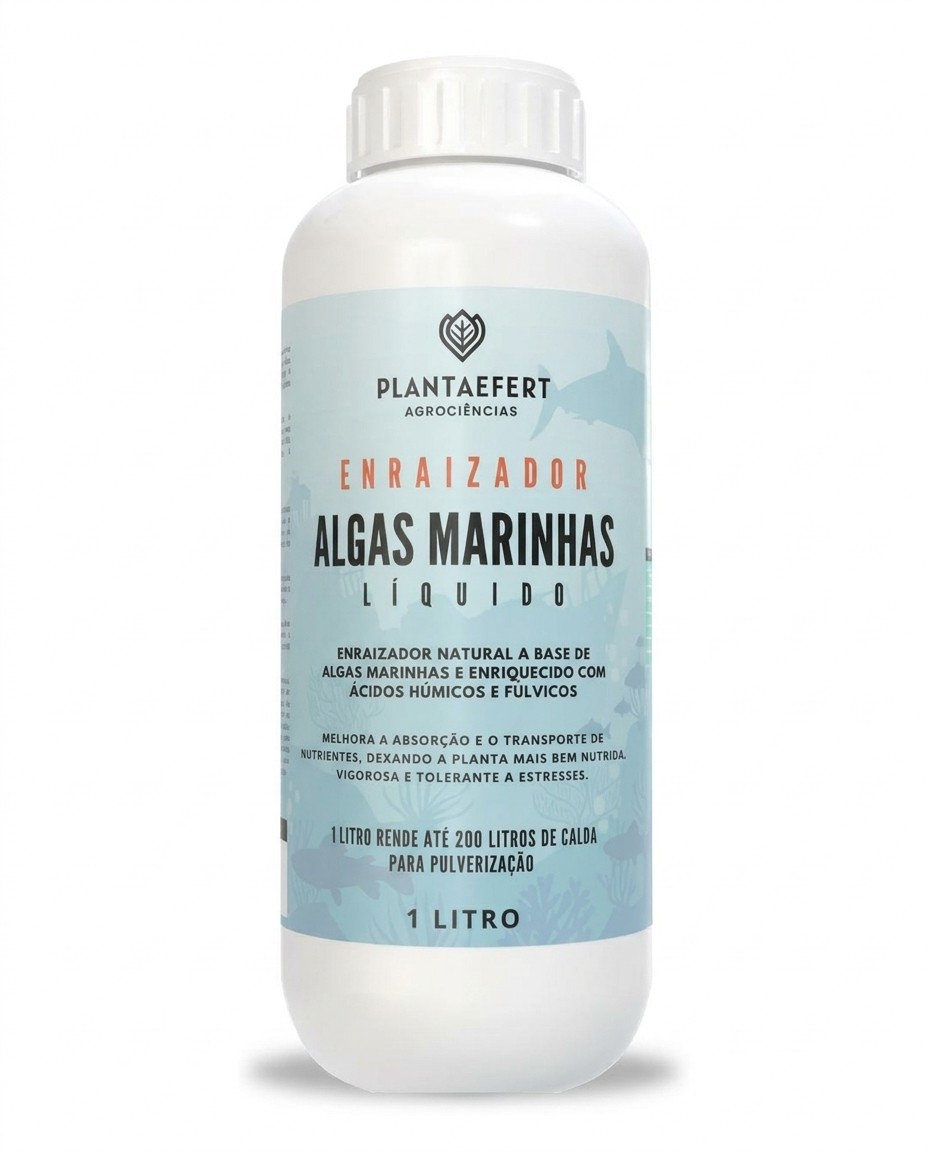 PLANTAEFERT
AGROCIÊNCIAS
ENRAIZADOR
ALGAS MARINHAS
LÍQUIDO
ENRAIZADOR NATURAL A BASE DE
ALGAS MARINHAS E ENRIQUECIDO COM
ÁCIDOS HÚMICOS E FÚLVICOS
MELHORA A ABSORÇÃO E O TRANSPORTE DE
NUTRIENTES, DEXANDO A PLANTA MAIS BEM NUTRIDA.
VIGOROSA E TOLERANTE A ESTRESSES.
1 LITRO RENDE ATÉ 200 LITROS DE CALDA
PARA PULVERIZAÇÃO
1 LITRO